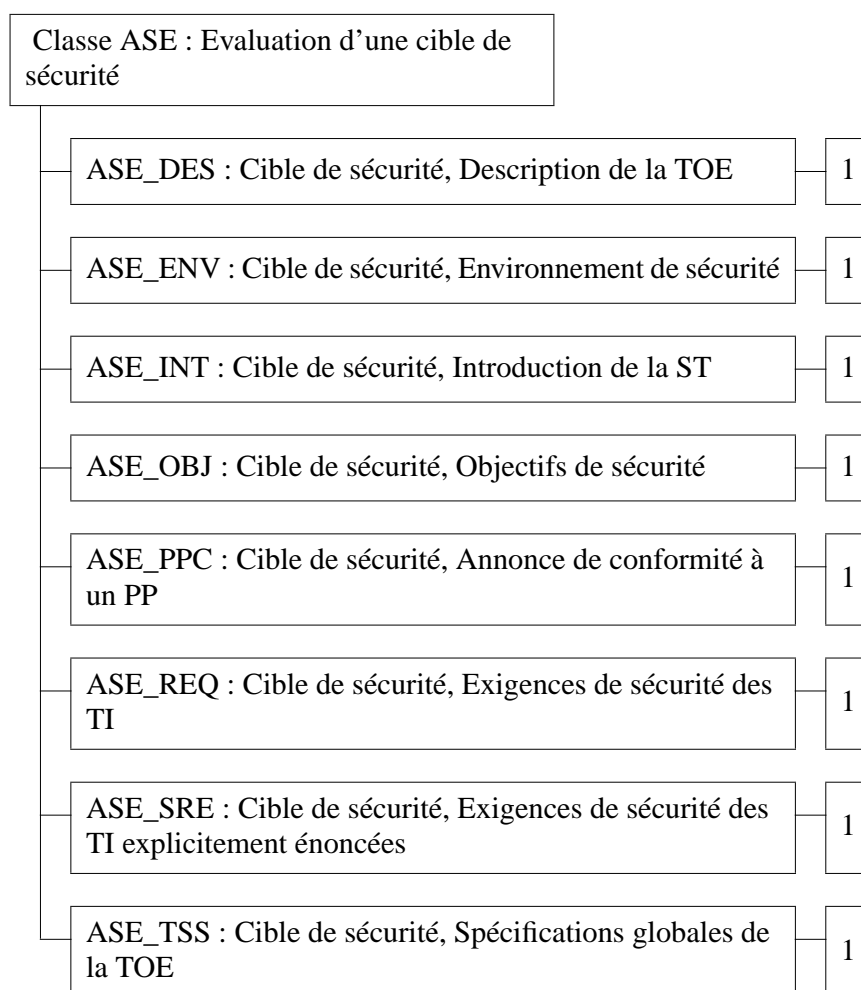 Classe ASE : Evaluation d’une cible de
sécurité
ASE_DES : Cible de sécurité, Description de la TOE 1
ASE_ENV : Cible de sécurité, Environnement de sécurité 1
ASE_INT : Cible de sécurité, Introduction de la ST 1
ASE_OBJ : Cible de sécurité, Objectifs de sécurité 1
ASE_PPC : Cible de sécurité, Annonce de conformité à
un PP
1
ASE_REQ : Cible de sécurité, Exigences de sécurité des
TI
1
ASE_SRE : Cible de sécurité, Exigences de sécurité des
TI explicitement énoncées
1
ASE_TSS : Cible de sécurité, Spécifications globales de
la TOE
1